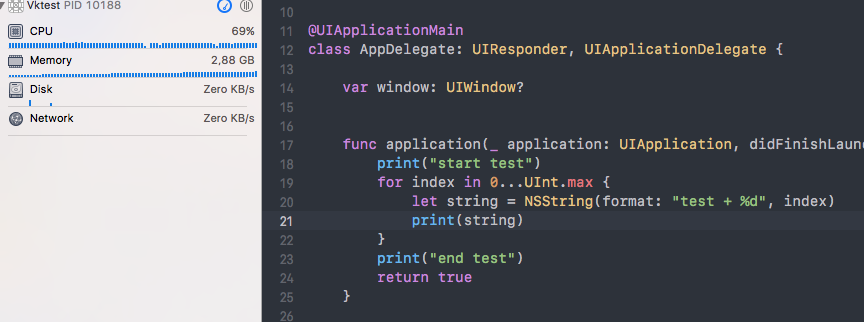 Vktest PID 10188
CPU 69%
Memory 2,88 GB
Disk Zero KB/s
Network Zero KB/s
10
11 @UIApplicationMain
12 class AppDelegate: UIResponder, UIApplicationDelegate {
13
14 var window: UIWindow?
15
16
17 func application(_ application: UIApplication, didFinishLaun
18 print("start test")
19 for index in 0...UInt.max {
20 let string = NSString(format: "test + %d", index)
21 print(string)
22 }
23 print("end test")
24 return true
25 }
26